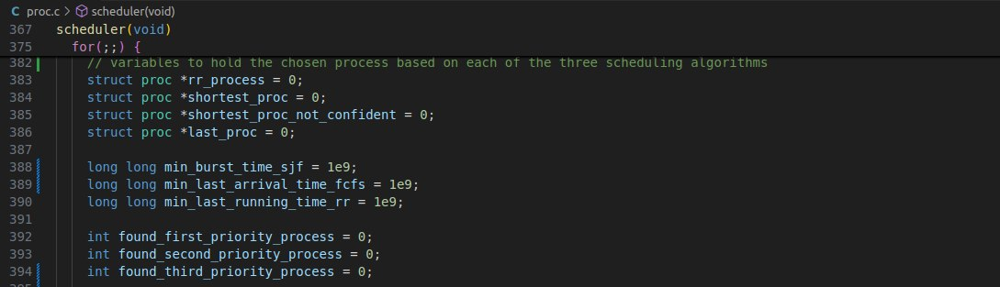 proc.c > scheduler(void)
367 scheduler(void)
375 for(;;) {
382 // variables to hold the chosen process based on each of the three scheduling algorithms
383 struct proc *rr_process = 0;
384 struct proc *shortest_proc = 0;
385 struct proc *shortest_proc_not_confident = 0;
386 struct proc *last_proc = 0;
387
388 long long min_burst_time_sjf = 1e9;
389 long long min_last_arrival_time_fcfs = 1e9;
390 long long min_last_running_time_rr = 1e9;
391
392 int found_first_priority_process = 0;
393 int found_second_priority_process = 0;
394 int found_third_priority_process = 0;